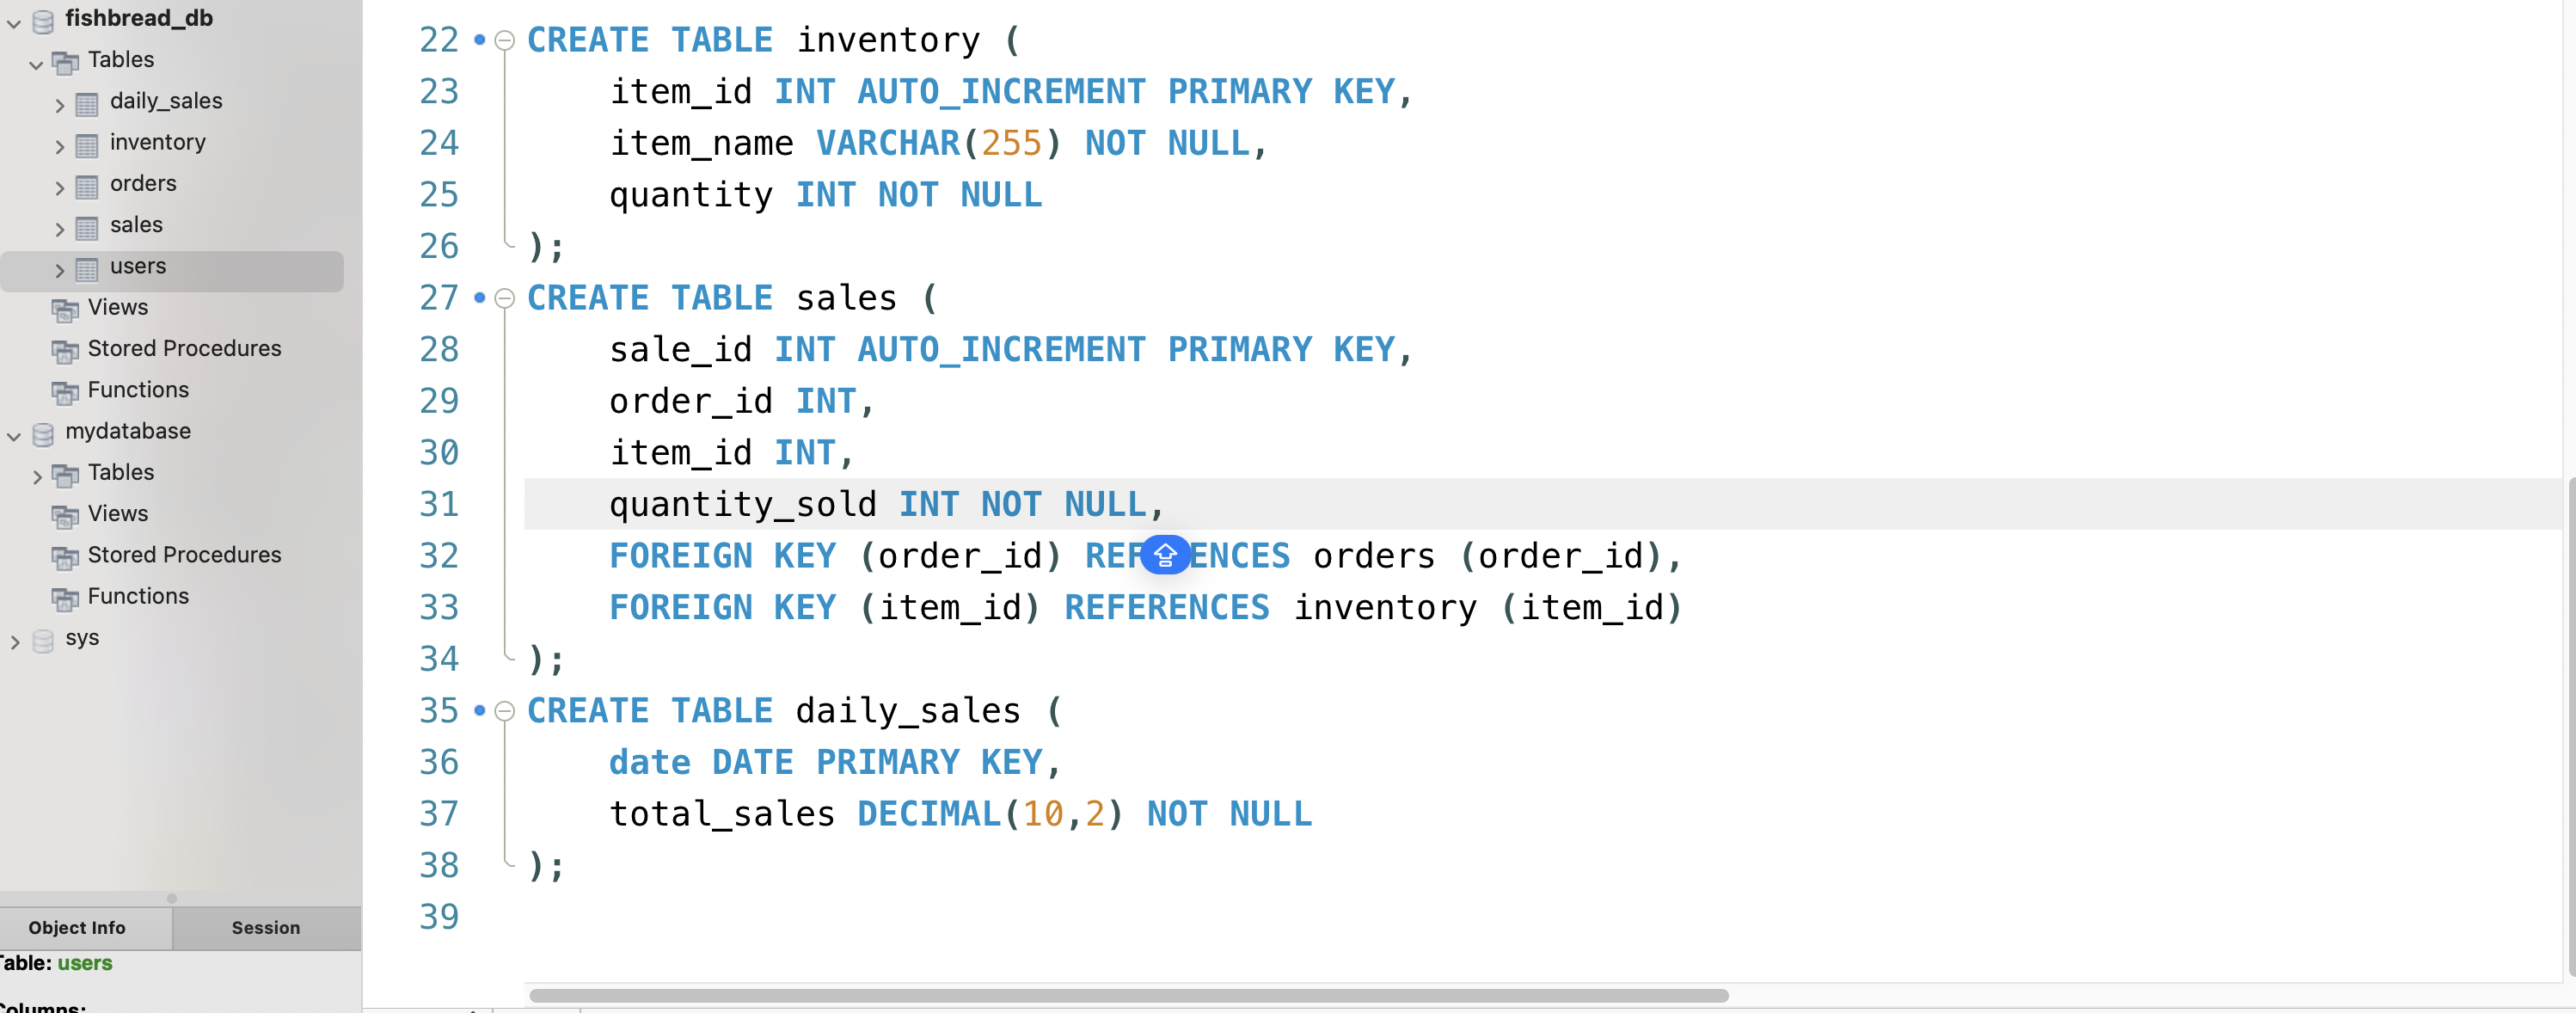 fishbread_db
Tables
daily_sales
inventory
orders
sales
users
Views
Stored Procedures
Functions
mydatabase
Tables
Views
Stored Procedures
Functions
sys
Object Info Session
Table: users
Columns:
22 CREATE TABLE inventory (
23 item_id INT AUTO_INCREMENT PRIMARY KEY,
24 item_name VARCHAR(255) NOT NULL,
25 quantity INT NOT NULL
26 );
27 CREATE TABLE sales (
28 sale_id INT AUTO_INCREMENT PRIMARY KEY,
29 order_id INT,
30 item_id INT,
31 quantity_sold INT NOT NULL,
32 FOREIGN KEY (order_id) REFERENCES orders (order_id),
33 FOREIGN KEY (item_id) REFERENCES inventory (item_id)
34 );
35 CREATE TABLE daily_sales (
36 date DATE PRIMARY KEY,
37 total_sales DECIMAL(10,2) NOT NULL
38 );
39